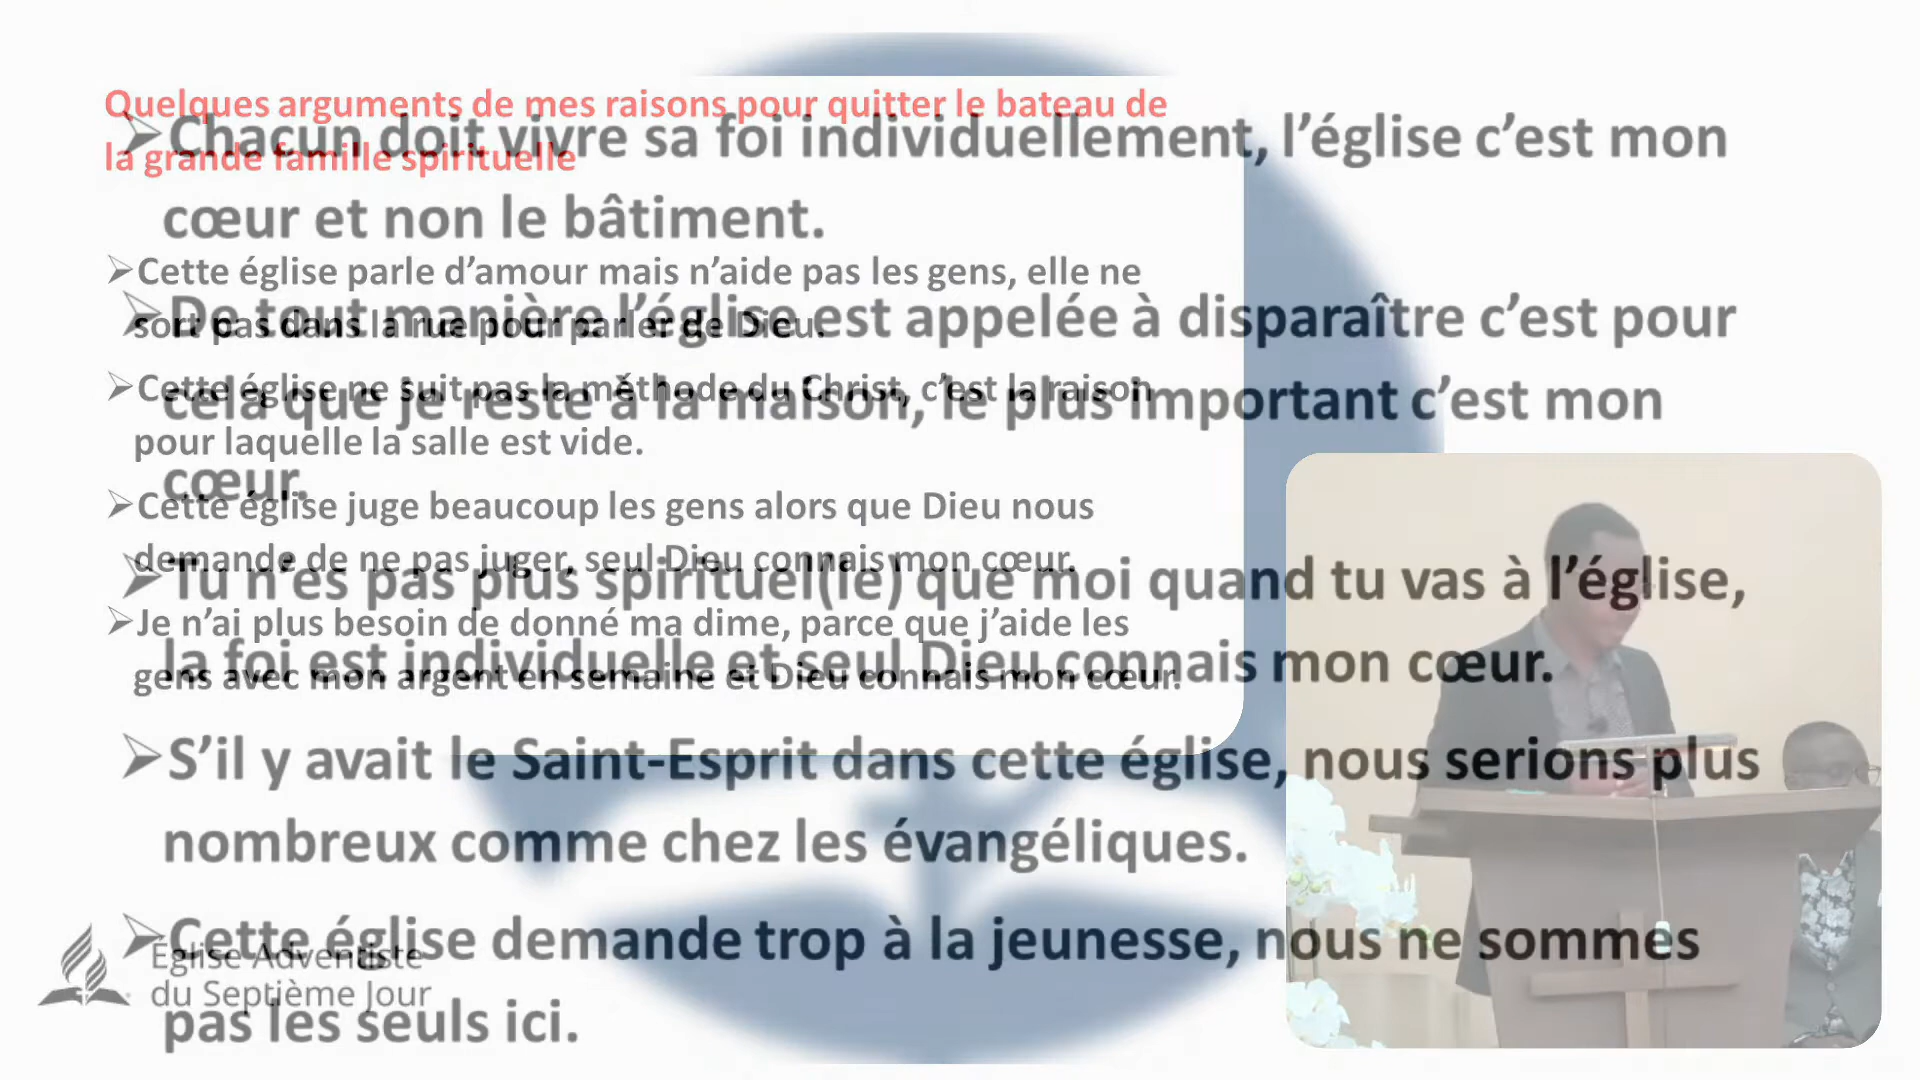 Quelques arguments de mes raisons pour quitter le bateau de
la grande famille spirituelle
➢Cette église parle d’amour mais n’aide pas les gens, elle ne
sort pas dans la rue pour parler de Dieu.
➢Cette église ne suit pas la méthode du Christ, c’est la raison
pour laquelle la salle est vide.
➢Cette église juge beaucoup les gens alors que Dieu nous
demande de ne pas juger, seul Dieu connais mon cœur.
➢Je n’ai plus besoin de donné ma dime, parce que j’aide les
gens avec mon argent en semaine et Dieu connais mon cœur.
➢Chacun doit vivre sa foi individuellement, l’église c’est mon
cœur et non le bâtiment.
➢De tout manière l’église est appelée à disparaître c’est pour
cela que je reste à la maison, le plus important c’est mon
cœur.
➢Tu n’es pas plus spirituel(le) que moi quand tu vas à l’église,
la foi est individuelle et seul Dieu connais mon cœur.
➢S’il y avait le Saint-Esprit dans cette église, nous serions plus
nombreux comme chez les évangéliques.
➢Cette église demande trop à la jeunesse, nous ne sommes
pas les seuls ici.
Église Adventiste
du Septième Jour